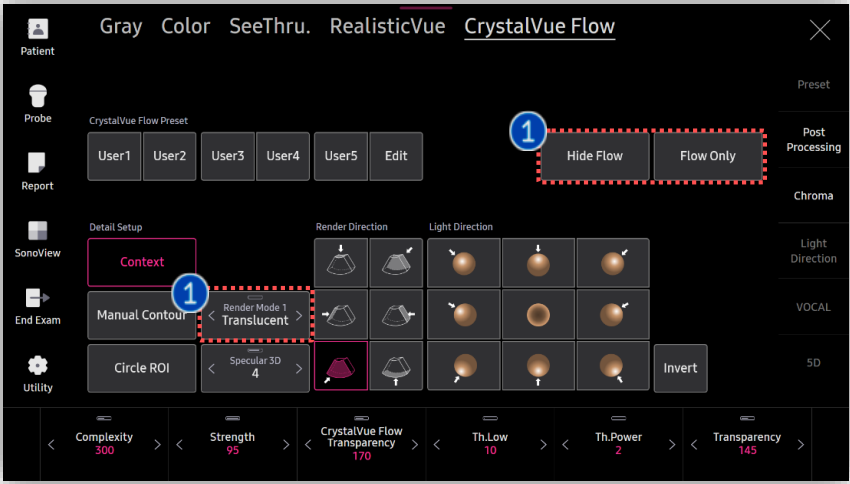 Gray Color SeeThru. RealisticVue CrystalVue Flow
Patient
Probe
Report
SonoView
End Exam
Utility
CrystalVue Flow Preset
User1 User2 User3 User4 User5 Edit
1
Hide Flow Flow Only
Detail Setup
Context
Manual Contour
1
Render Mode 1
Translucent
Circle ROI
Specular 3D
4
Render Direction
Light Direction
Invert
Preset
Post
Processing
Chroma
Light
Direction
VOCAL
5D
Complexity
300
Strength
95
CrystalVue Flow
Transparency
170
Th.Low
10
Th.Power
2
Transparency
145